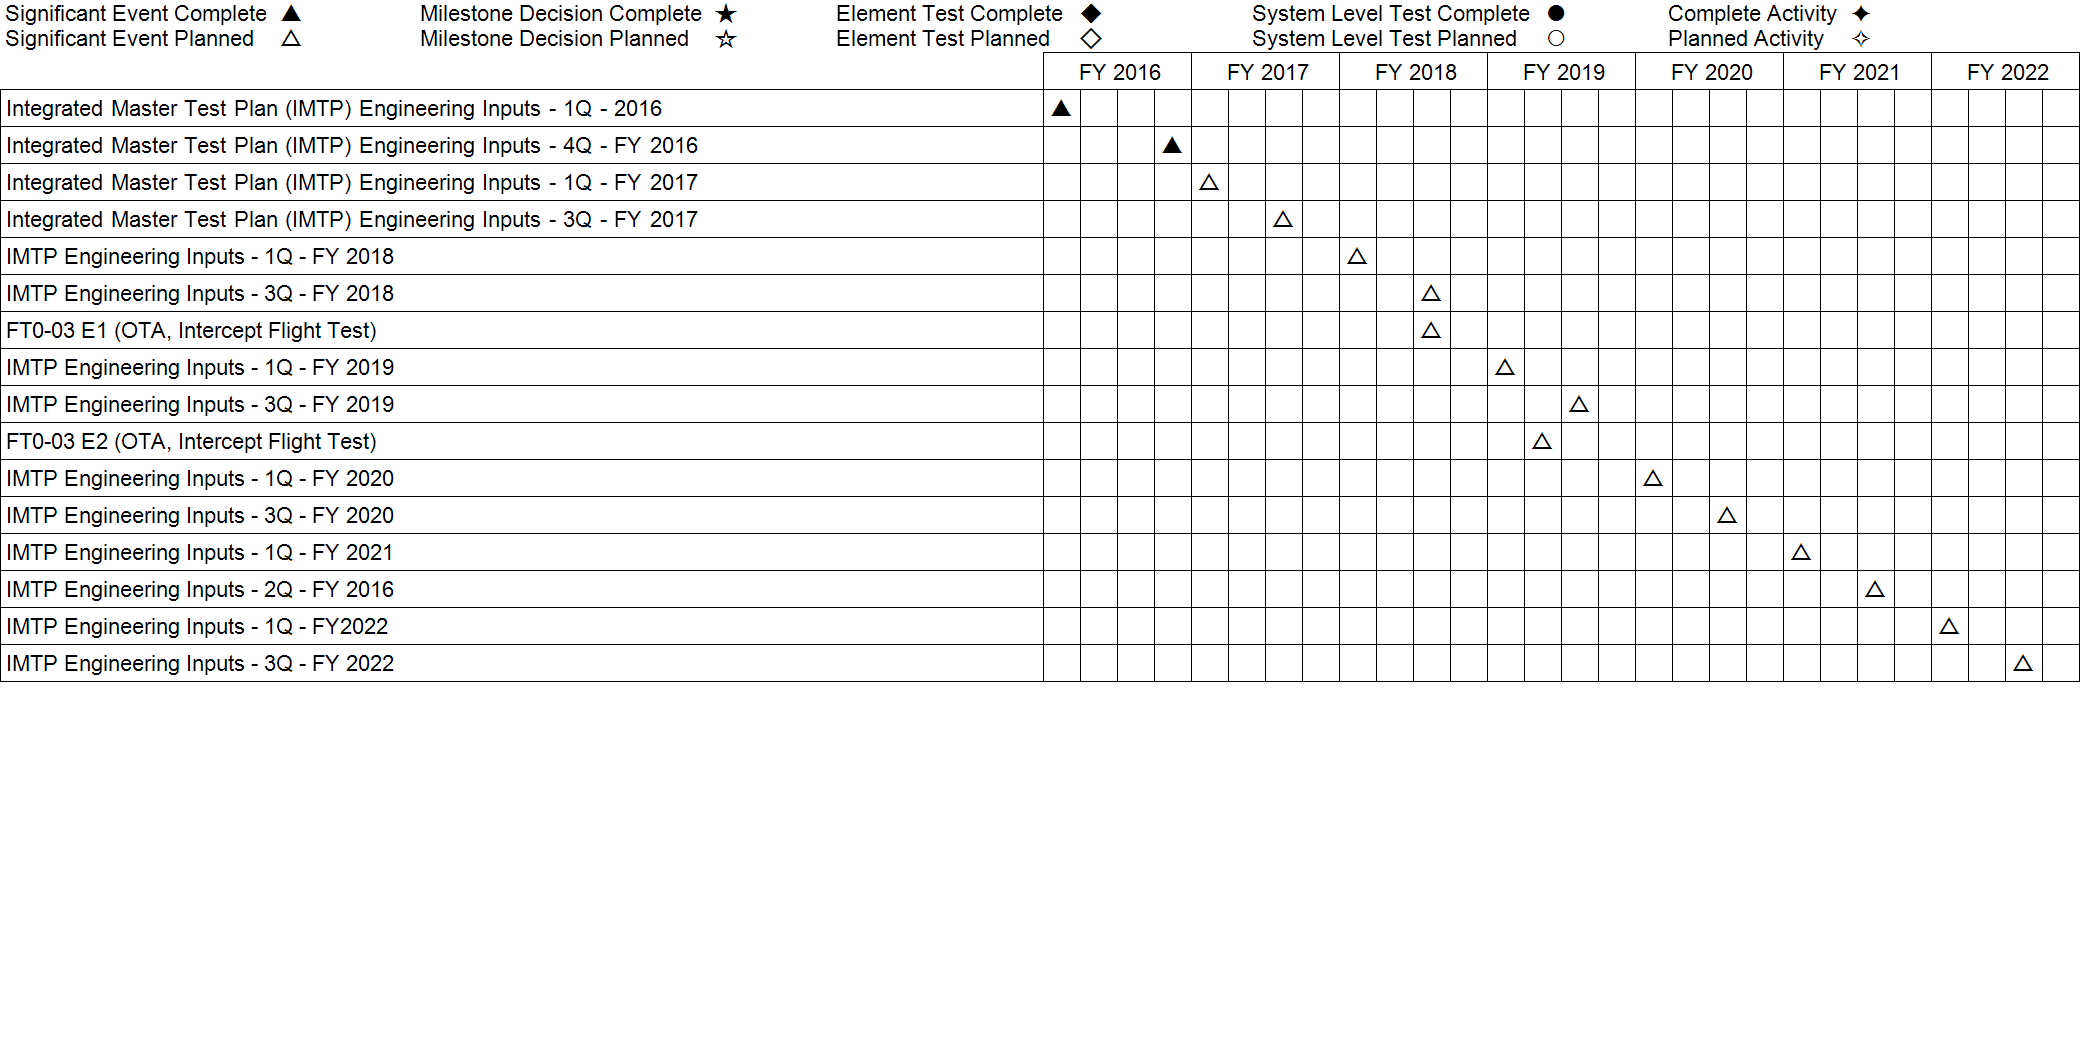 Significant Event Complete ▲ Milestone Decision Complete ★ Element Test Complete ◆ System Level Test Complete ● Complete Activity ✦
Significant Event Planned △ Milestone Decision Planned ☆ Element Test Planned ◇ System Level Test Planned ○ Planned Activity ✧
FY 2016 FY 2017 FY 2018 FY 2019 FY 2020 FY 2021 FY 2022
Integrated Master Test Plan (IMTP) Engineering Inputs - 1Q - 2016 ▲
Integrated Master Test Plan (IMTP) Engineering Inputs - 4Q - FY 2016 ▲
Integrated Master Test Plan (IMTP) Engineering Inputs - 1Q - FY 2017 △
Integrated Master Test Plan (IMTP) Engineering Inputs - 3Q - FY 2017 △
IMTP Engineering Inputs - 1Q - FY 2018 △
IMTP Engineering Inputs - 3Q - FY 2018 △
FT0-03 E1 (OTA, Intercept Flight Test) △
IMTP Engineering Inputs - 1Q - FY 2019 △
IMTP Engineering Inputs - 3Q - FY 2019 △
FT0-03 E2 (OTA, Intercept Flight Test) △
IMTP Engineering Inputs - 1Q - FY 2020 △
IMTP Engineering Inputs - 3Q - FY 2020 △
IMTP Engineering Inputs - 1Q - FY 2021 △
IMTP Engineering Inputs - 2Q - FY 2016 △
IMTP Engineering Inputs - 1Q - FY2022 △
IMTP Engineering Inputs - 3Q - FY 2022 △